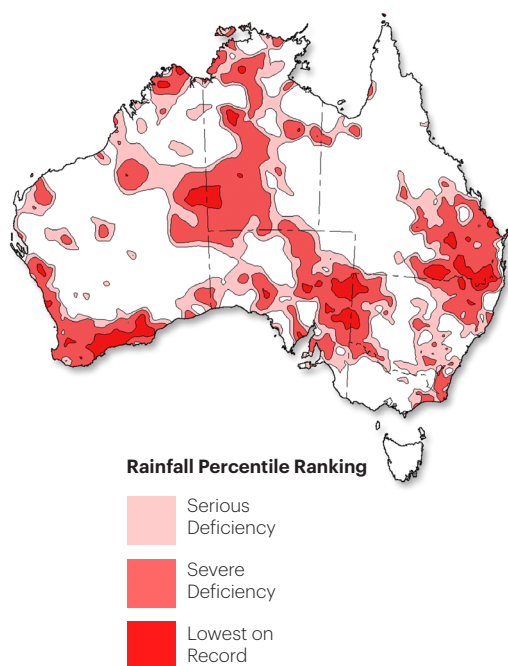 Rainfall Percentile Ranking
Serious
Deficiency
Severe
Deficiency
Lowest on
Record